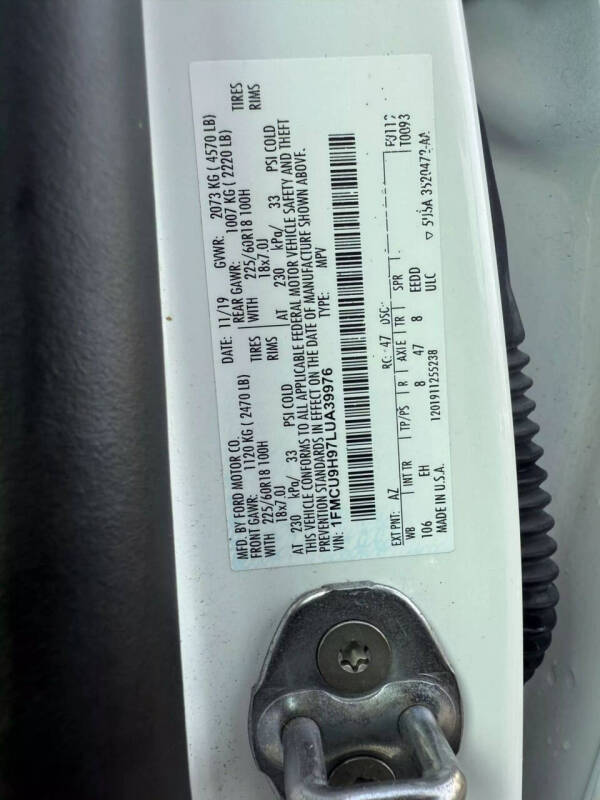 MFD. BY FORD MOTOR CO. DATE: 11/19 GVWR: 2073 KG ( 4570 LB)
FRONT GAWR: 1120 KG ( 2470 LB) REAR GAWR: 1007 KG ( 2220 LB)
WITH 225/60R18 100H TIRES WITH 225/60R18 100H TIRES
18x7.0J RIMS 18x7.0J RIMS
AT 230 kPa/ 33 PSI COLD AT 230 kPa/ 33 PSI COLD
THIS VEHICLE CONFORMS TO ALL APPLICABLE FEDERAL MOTOR VEHICLE SAFETY AND THEFT
PREVENTION STANDARDS IN EFFECT ON THE DATE OF MANUFACTURE SHOWN ABOVE.
VIN: 1FMCU9H97LUA39976 TYPE: MPV
EXT PNT: AZ RC: 47 DSO:
WB INT TR TP/PS R AXLE TR SPR T0093
106 EH 8 47 8 EEDD
MADE IN U.S.A. 1201911255238 ULC